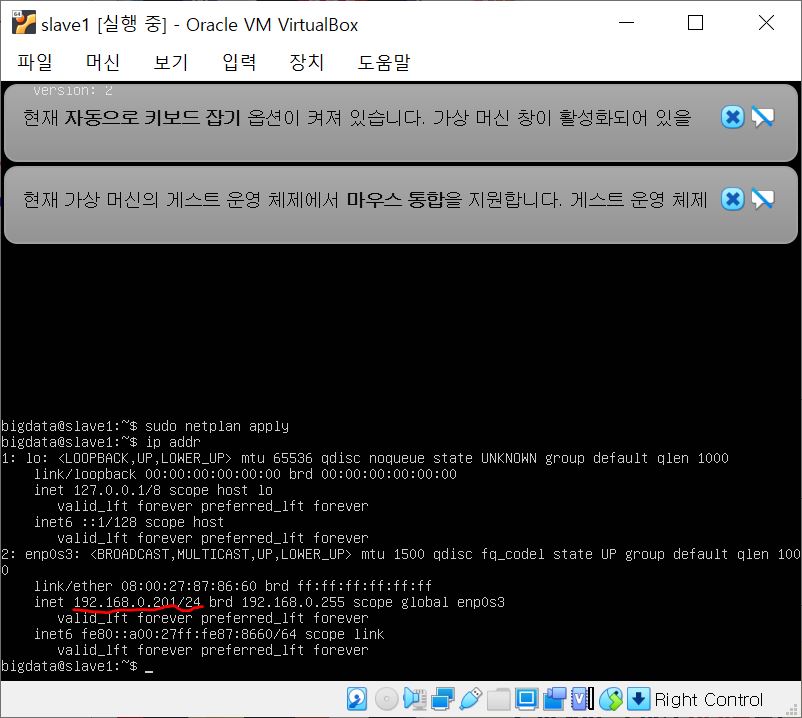 slave1 [실행 중] - Oracle VM VirtualBox
파일 머신 보기 입력 장치 도움말
version: 2
현재 자동으로 키보드 잡기 옵션이 켜져 있습니다. 가상 머신 창이 활성화되어 있을
현재 가상 머신의 게스트 운영 체제에서 마우스 통합을 지원합니다. 게스트 운영 체제
bigdata@slave1:~$ sudo netplan apply
bigdata@slave1:~$ ip addr
1: lo: <LOOPBACK,UP,LOWER_UP> mtu 65536 qdisc noqueue state UNKNOWN group default qlen 1000
link/loopback 00:00:00:00:00:00 brd 00:00:00:00:00:00
inet 127.0.0.1/8 scope host lo
valid_lft forever preferred_lft forever
inet6 ::1/128 scope host
valid_lft forever preferred_lft forever
2: enp0s3: <BROADCAST,MULTICAST,UP,LOWER_UP> mtu 1500 qdisc fq_codel state UP group default qlen 100
0
link/ether 08:00:27:87:86:60 brd ff:ff:ff:ff:ff:ff
inet 192.168.0.201/24 brd 192.168.0.255 scope global enp0s3
valid_lft forever preferred_lft forever
inet6 fe80::a00:27ff:fe87:8660/64 scope link
valid_lft forever preferred_lft forever
bigdata@slave1:~$ _
Right Control